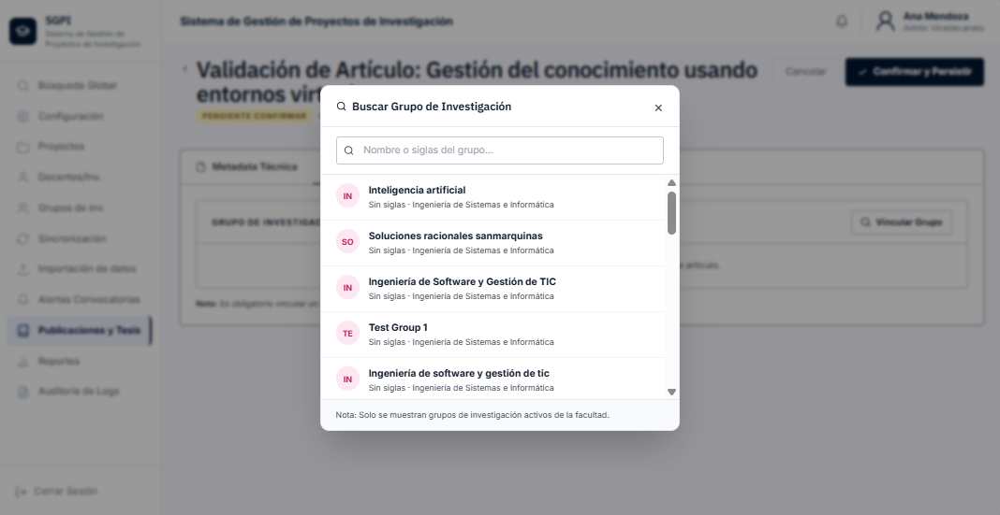 SGPI
Sistema de Gestión de
Proyectos de Investigación
Búsqueda Global
Configuración
Proyectos
Docentes/Inv.
Grupos de Inv.
Sincronización
Importación de datos
Alertas Convocatorias
Publicaciones y Tesis
Reportes
Auditoría de Logs
Cerrar Sesión
Sistema de Gestión de Proyectos de Investigación
Ana Mendoza
Admin Vicedecanato
Validación de Artículo: Gestión del conocimiento usando
entornos
Cancelar
Confirmar y Persistir
PENDIENTE CONFIRMAR
Metadata Técnica
GRUPO DE
Vincular Grupo
artículo.
Nota: Es obligatorio vincular un
Buscar Grupo de Investigación
Nombre o siglas del grupo...
IN
Inteligencia artificial
Sin siglas · Ingeniería de Sistemas e Informática
SO
Soluciones racionales sanmarquinas
Sin siglas · Ingeniería de Sistemas e Informática
IN
Ingeniería de Software y Gestión de TIC
Sin siglas · Ingeniería de Sistemas e Informática
TE
Test Group 1
Sin siglas · Ingeniería de Sistemas e Informática
IN
Ingeniería de software y gestión de tic
Sin siglas · Ingeniería de Sistemas e Informática
Nota: Solo se muestran grupos de investigación activos de la facultad.